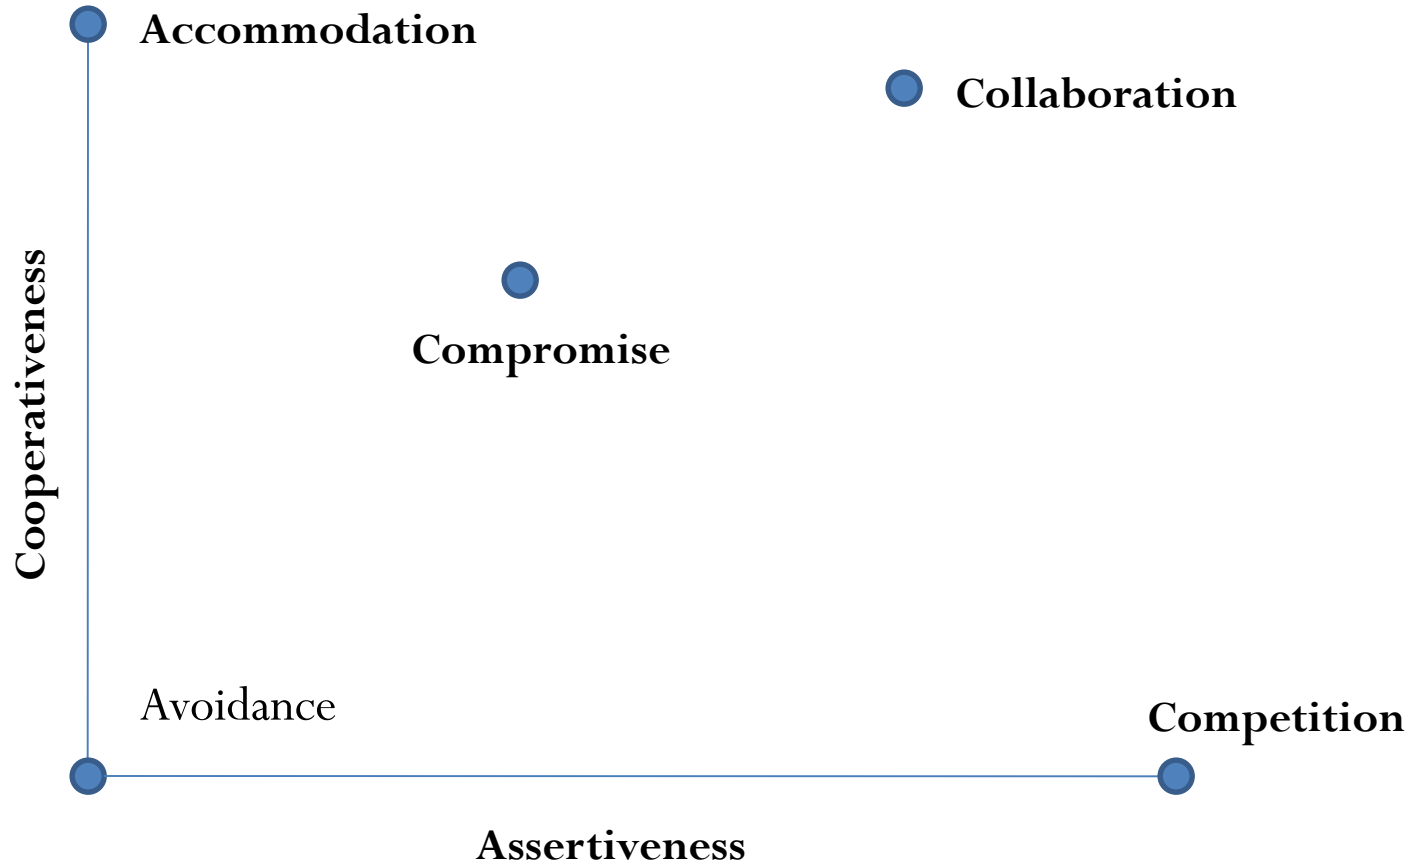 Accommodation
Collaboration
Compromise
Cooperativeness
Avoidance
Competition
Assertiveness